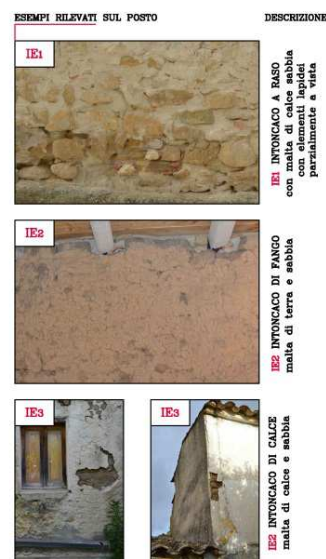 ESEMPI RILEVATI SUL POSTO
DESCRIZIONE
IE1
IE1 INTONCACO A RASO
con malta di calce sabbia
con elementi lapidei
parzialmente a vista
IE2
IE2 INTONCACO DI FANGO
malta di terra e sabbia
IE3
IE3
IE2 INTONCACO DI CALCE
malta di calce e sabbia